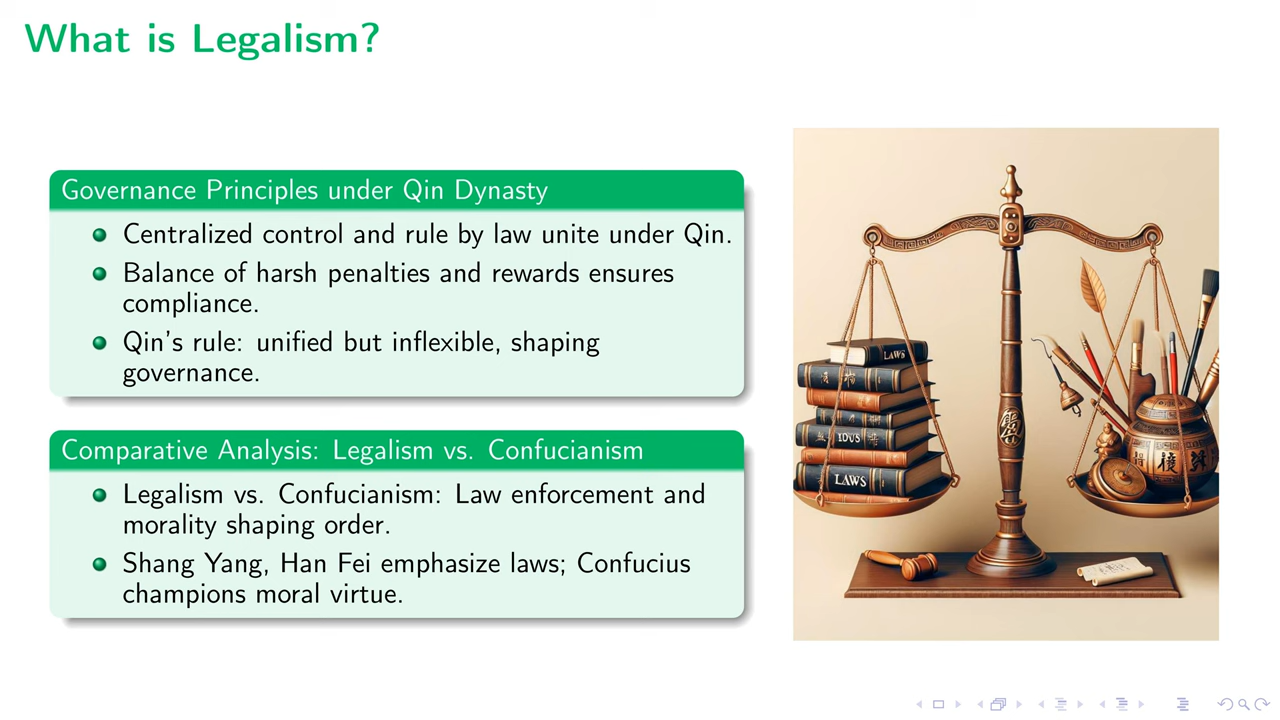 What is Legalism?
Governance Principles under Qin Dynasty
Centralized control and rule by law unite under Qin.
Balance of harsh penalties and rewards ensures
compliance.
Qin's rule: unified but inflexible, shaping
governance.
Comparative Analysis: Legalism vs. Confucianism
Legalism vs. Confucianism: Law enforcement and
morality shaping order.
Shang Yang, Han Fei emphasize laws; Confucius
champions moral virtue.
LAWS
LAWS